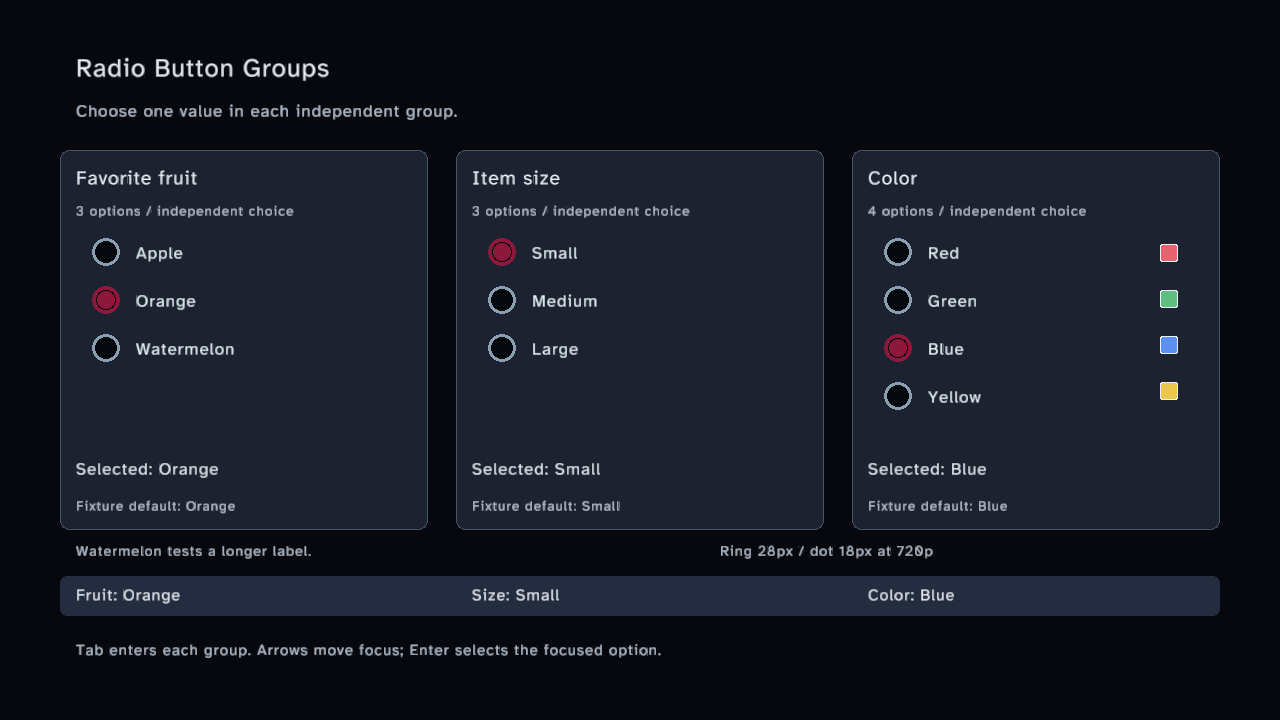 Radio Button Groups
Choose one value in each independent group.
Favorite fruit
3 options / independent choice
Apple
Orange
Watermelon
Selected: Orange
Fixture default: Orange
Item size
3 options / independent choice
Small
Medium
Large
Selected: Small
Fixture default: Small
Color
4 options / independent choice
Red
Green
Blue
Yellow
Selected: Blue
Fixture default: Blue
Watermelon tests a longer label.
Ring 28px / dot 18px at 720p
Fruit: Orange
Size: Small
Color: Blue
Tab enters each group. Arrows move focus; Enter selects the focused option.